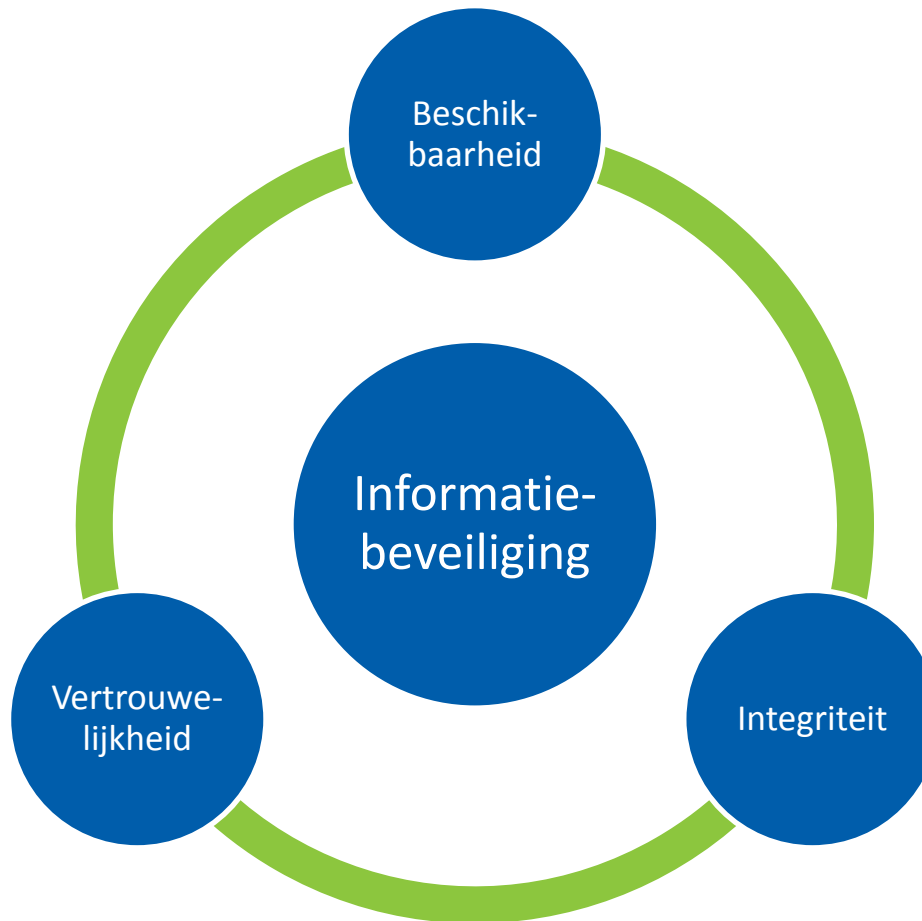 Beschik-
baarheid
Informatie-
beveiliging
Vertrouwe-
lijkheid
Integriteit